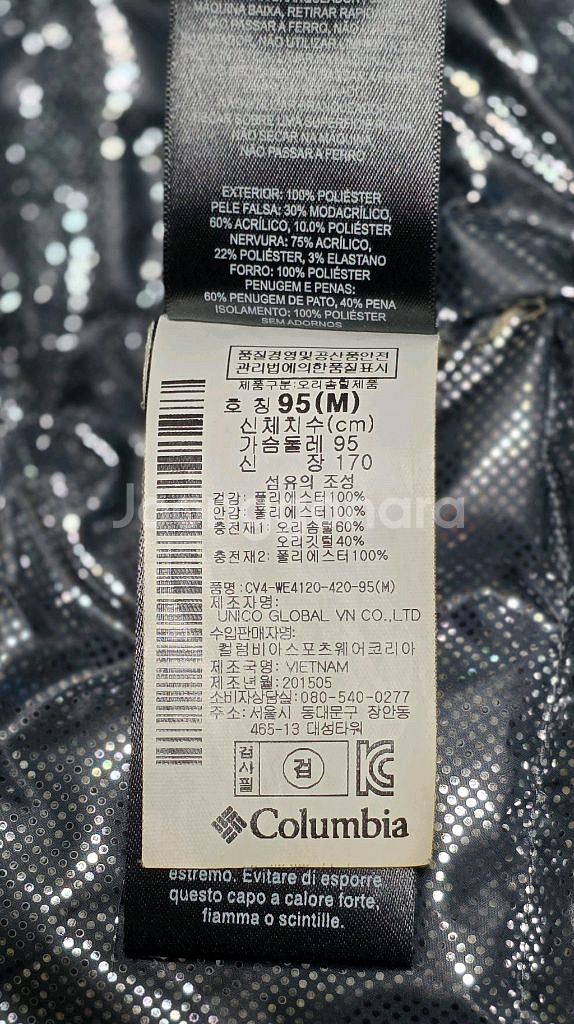 MÁQUINA BAIXA, RETIRAR
NÃO PASSAR A FERRO, NÃO
NÃO UTILIZAR
NÃO SECAR NA MÁQUINA
NÃO PASSAR A FERRO
EXTERIOR: 100% POLIÉSTER
PELE FALSA: 30% MODACRÍLICO,
60% ACRÍLICO, 10.0% POLIÉSTER
NERVURA: 75% ACRÍLICO,
22% POLIÉSTER, 3% ELASTANO
FORRO: 100% POLIÉSTER
PENUGEM E PENAS:
60% PENUGEM DE PATO, 40% PENA
ISOLAMENTO: 100% POLIÉSTER
SEM ADORNOS
품질경영및공산품안전
관리법에의한품질표시
제품구분:오리솜털제품
호 칭 95(M)
신체치수(cm)
가슴둘레 95
신 장 170
섬유의 조성
겉감: 폴리에스터100%
안감: 폴리에스터100%
충전재1: 오리솜털60%
오리깃털40%
충전재2: 폴리에스터100%
품명:CV4-WE4120-420-95(M)
제조자명:
UNICO GLOBAL VN CO.,LTD
수입판매자명:
컬럼비아스포츠웨어코리아
제조국명: VIETNAM
제조년월:201505
소비자상담실:080-540-0277
주소:서울시 동대문구 장안동
465-13 대성타워
검사필 검
Columbia
estremo. Evitare di esporre
questo capo a calore forte,
fiamma o scintille.